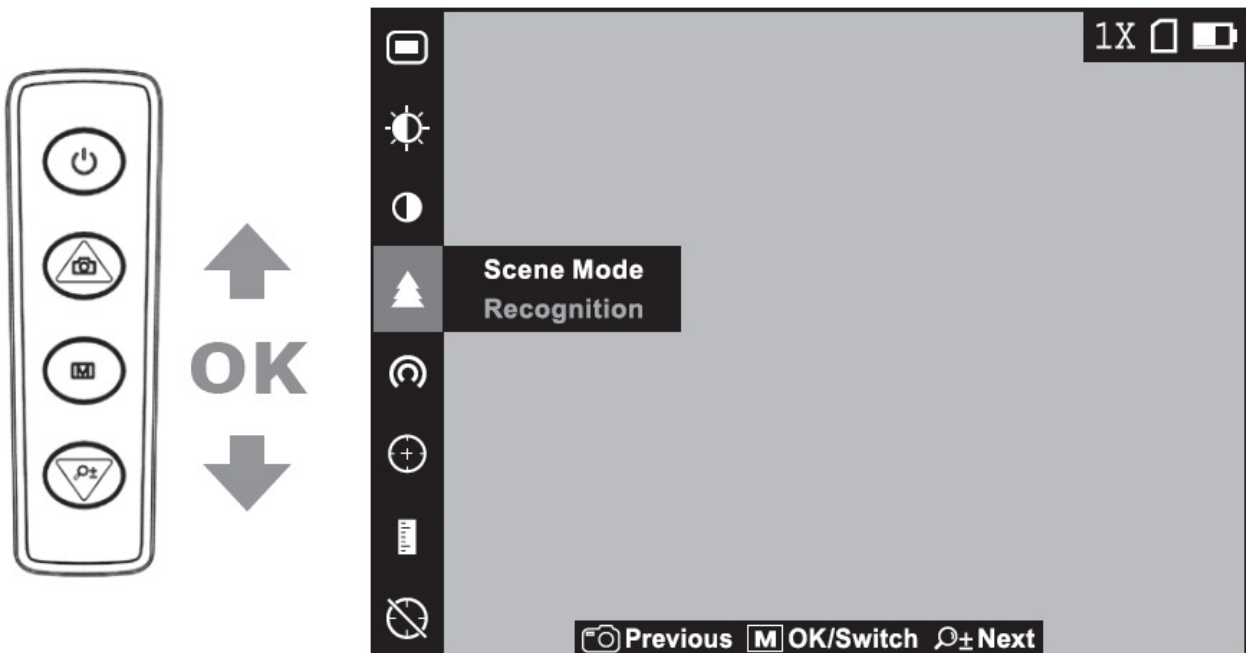 M
OK
1X
Scene Mode
Recognition
Previous M OK/Switch ± Next